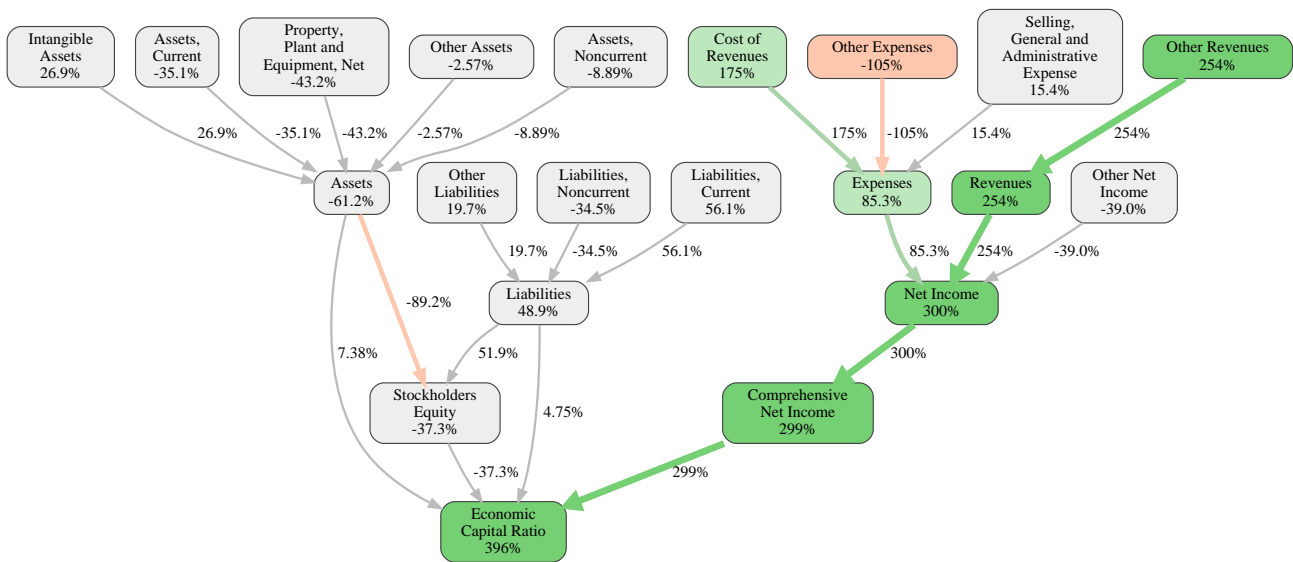 Intangible
Assets
26.9%
Assets,
Current
-35.1%
Property,
Plant and
Equipment, Net
-43.2%
Other Assets
-2.57%
Assets,
Noncurrent
-8.89%
Cost of
Revenues
175%
Other Expenses
-105%
Selling,
General and
Administrative
Expense
15.4%
Other Revenues
254%
26.9%
-35.1%
-43.2%
-2.57%
-8.89%
175%
-105%
15.4%
254%
Assets
-61.2%
Other
Liabilities
19.7%
Liabilities,
Noncurrent
-34.5%
Liabilities,
Current
56.1%
Expenses
85.3%
Revenues
254%
Other Net
Income
-39.0%
19.7%
-34.5%
56.1%
85.3%
254%
-39.0%
-89.2%
Liabilities
48.9%
Net Income
300%
7.38%
51.9%
300%
Stockholders
Equity
-37.3%
4.75%
Comprehensive
Net Income
299%
-37.3%
299%
Economic
Capital Ratio
396%